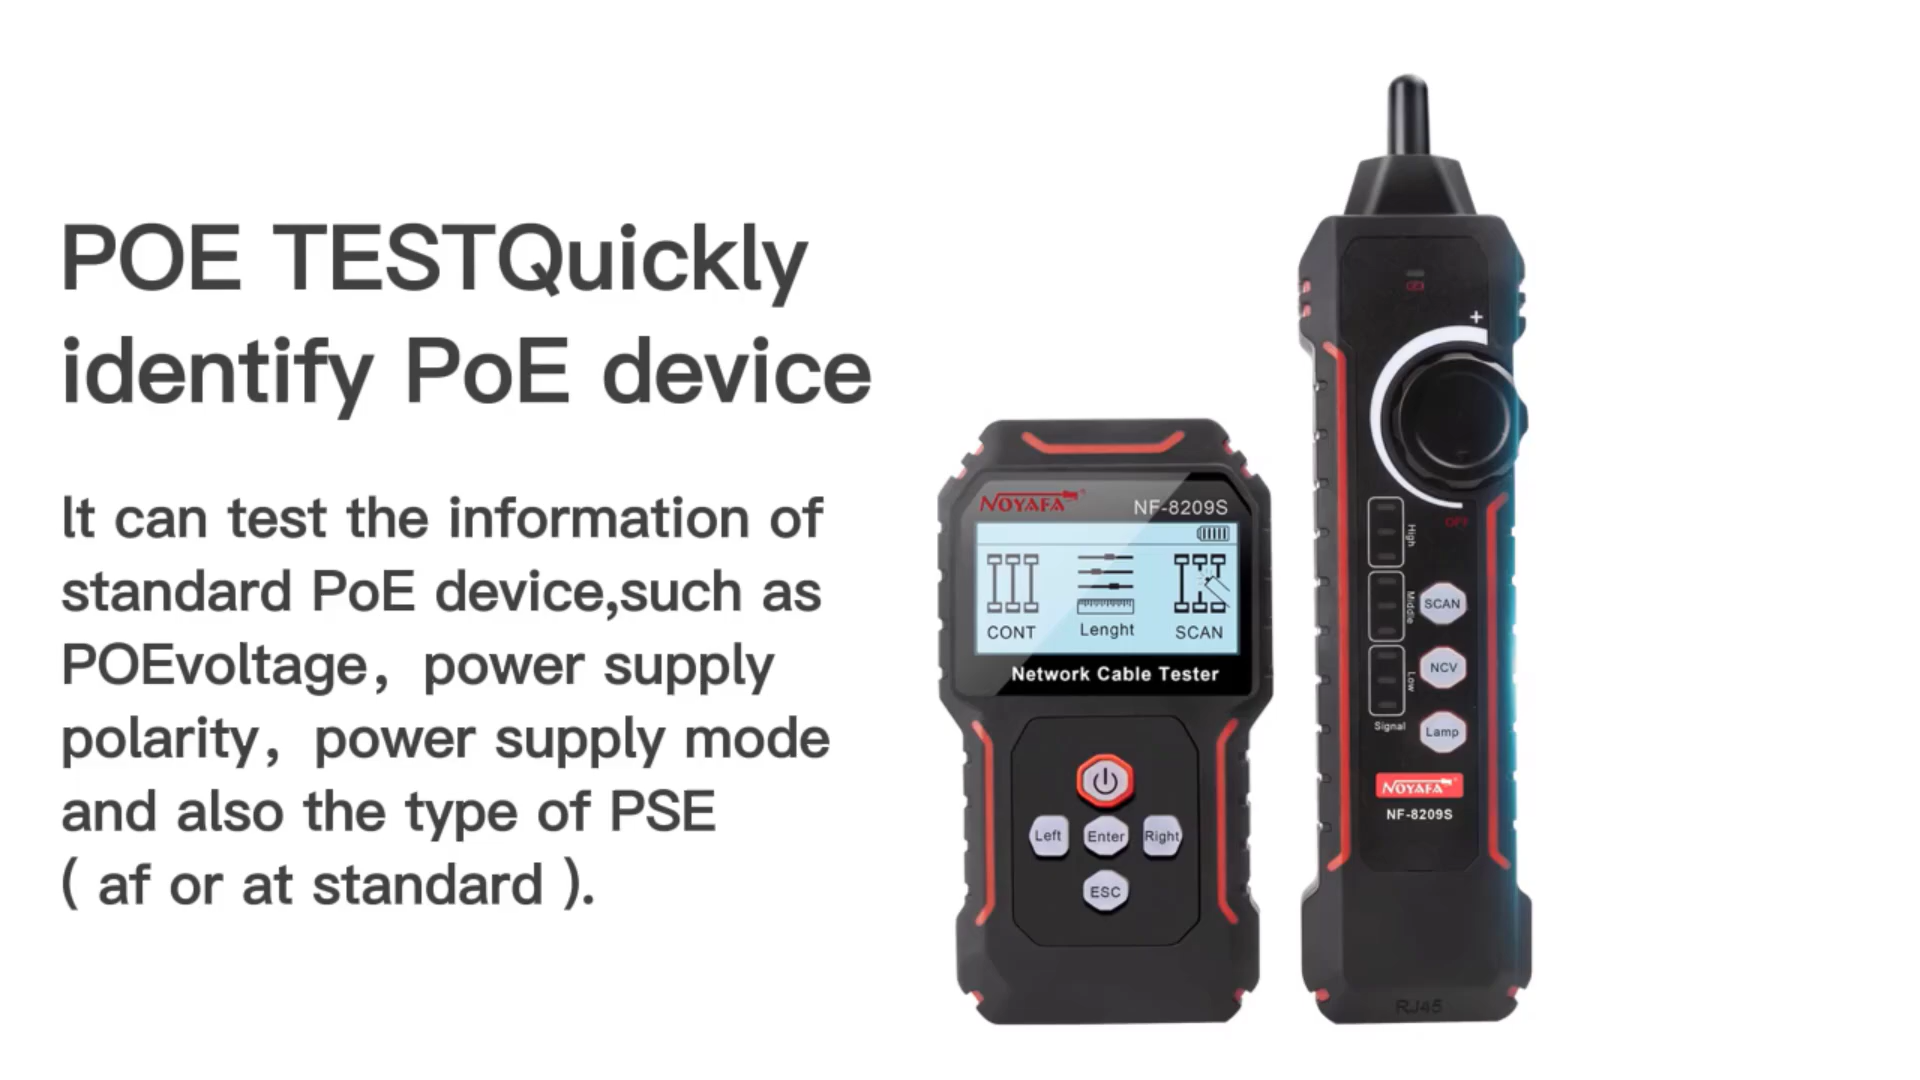 POE TESTQuickly
identify PoE device
lt can test the information of
standard PoE device,such as
POEvoltage，power supply
polarity，power supply mode
and also the type of PSE
( af or at standard ).
NOYAFA NF-8209S
CONT Lenght SCAN
Network Cable Tester
Left Enter Right
ESC
+
OFF
High
Middle
Low
Signal
SCAN
NCV
Lamp
NOYAFA
NF-8209S
RJ45